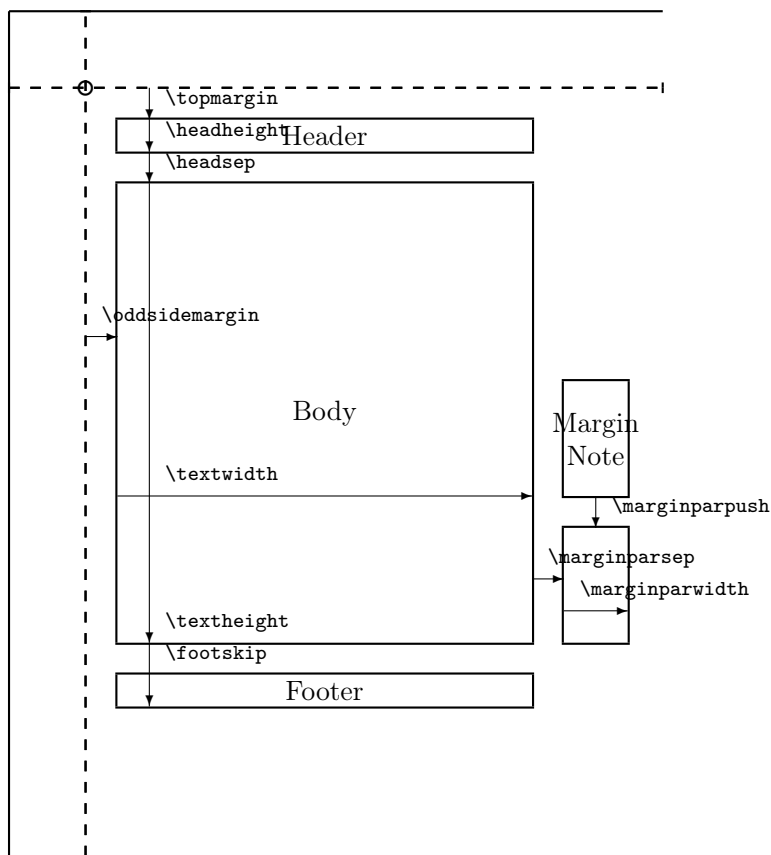 \topmargin
\headheight
Header
\headsep
\oddsidemargin
Body
Margin
Note
\textwidth
\marginparpush
\marginparsep
\marginparwidth
\textheight
\footskip
Footer